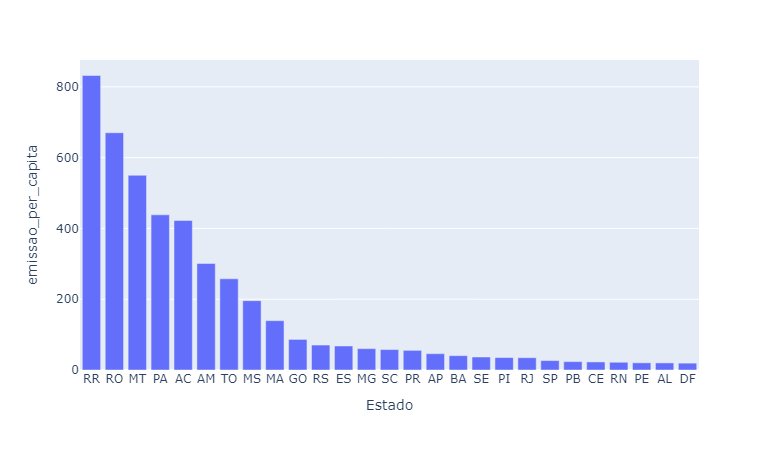 800
600
400
200
0
emissao_per_capita
RR RO MT PA AC AM TO MS MA GO RS ES MG SC PR AP BA SE PI RJ SP PB CE RN PE AL DF
Estado